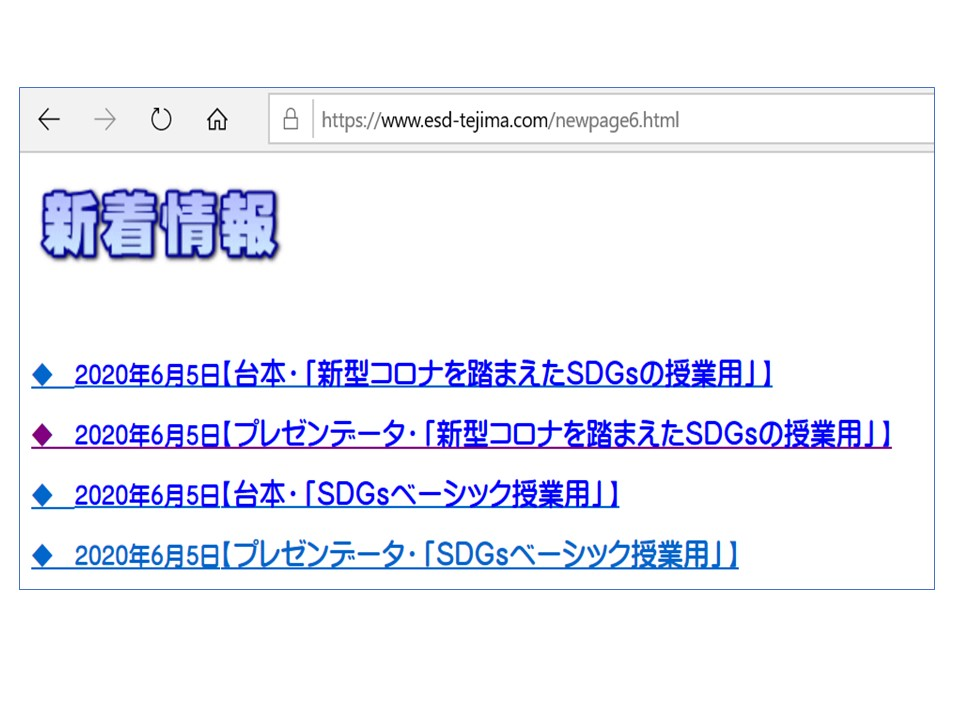 https://www.esd-tejima.com/newpage6.html
新着情報
◆　2020年6月5日【台本・「新型コロナを踏まえたSDGsの授業用」】
◆　2020年6月5日【プレゼンデータ・「新型コロナを踏まえたSDGsの授業用」】
◆　2020年6月5日【台本・「SDGsベーシック授業用」】
◆　2020年6月5日【プレゼンデータ・「SDGsベーシック授業用」】